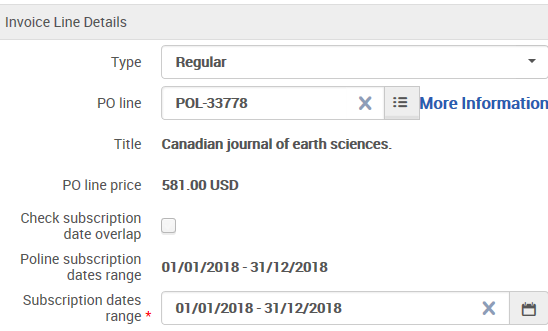 Invoice Line Details
Type Regular
PO line POL-33778 More Information
Title Canadian journal of earth sciences.
PO line price 581.00 USD
Check subscription
date overlap
Poline subscription
dates range 01/01/2018 - 31/12/2018
Subscription dates
range * 01/01/2018 - 31/12/2018